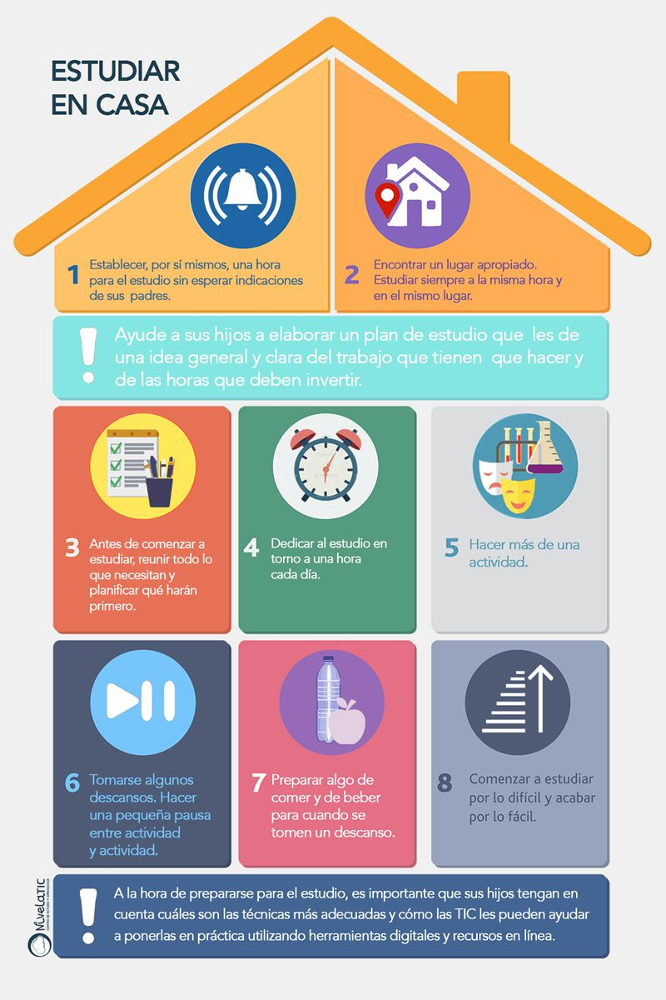 ESTUDIAR
EN CASA
1
Establecer, por sí mismos, una hora
para el estudio sin esperar indicaciones
de sus padres.
2
Encontrar un lugar apropiado.
Estudiar siempre a la misma hora y
en el mismo lugar.
!
Ayude a sus hijos a elaborar un plan de estudio que les de
una idea general y clara del trabajo que tienen que hacer y
de las horas que deben invertir.
3
Antes de comenzar a
estudiar, reunir todo lo
que necesitan y
planificar qué harán
primero.
4
Dedicar al estudio en
torno a una hora
cada día.
5
Hacer más de una
actividad.
6
Tomarse algunos
descansos. Hacer
una pequeña pausa
entre actividad
y actividad.
7
Preparar algo de
comer y de beber
para cuando se
tomen un descanso.
8
Comenzar a estudiar
por lo difícil y acabar
por lo fácil.
!
A la hora de prepararse para el estudio, es importante que sus hijos tengan en
cuenta cuáles son las técnicas más adecuadas y cómo las TIC les pueden ayudar
a ponerlas en práctica utilizando herramientas digitales y recursos en línea.
NivelaTIC
CENTRO DE ESTUDIO Y APRENDIZAJE